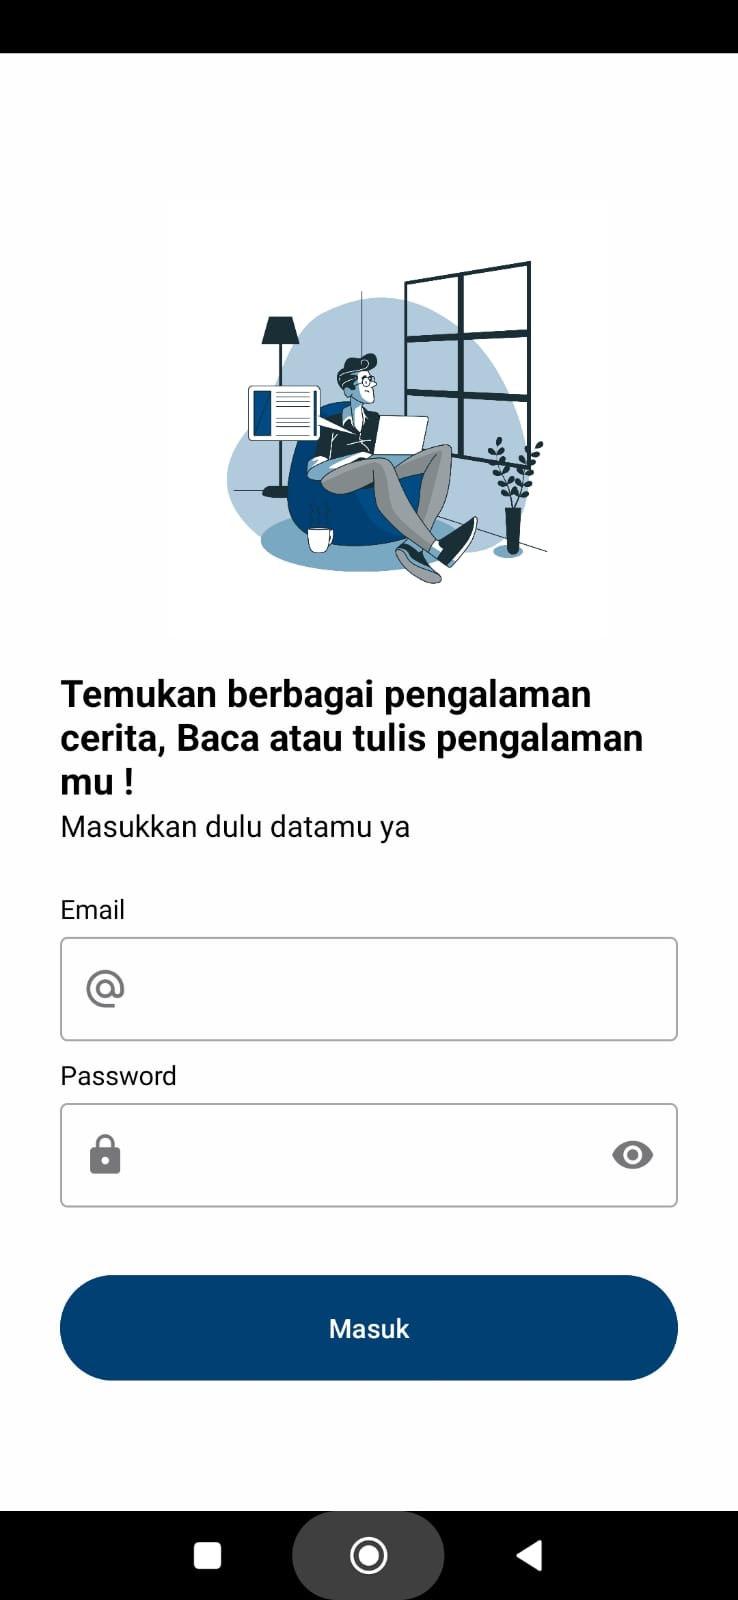 Temukan berbagai pengalaman
cerita, Baca atau tulis pengalaman
mu !
Masukkan dulu datamu ya
Email
Password
Masuk